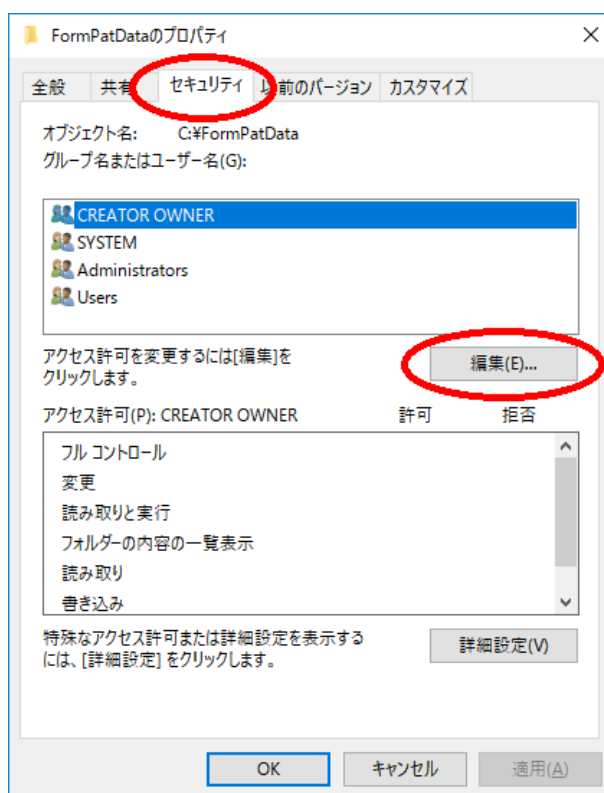 FormPatDataのプロパティ
全般 共有 セキュリティ 以前のバージョン カスタマイズ
オブジェクト名: C:¥FormPatData
グループ名またはユーザー名(G):
CREATOR OWNER
SYSTEM
Administrators
Users
アクセス許可を変更するには[編集]を
クリックします。
編集(E)...
アクセス許可(P): CREATOR OWNER 許可 拒否
フル コントロール
変更
読み取りと実行
フォルダーの内容の一覧表示
読み取り
書き込み
特殊なアクセス許可または詳細設定を表示する
には、[詳細設定] をクリックします。
詳細設定(V)
OK キャンセル 適用(A)